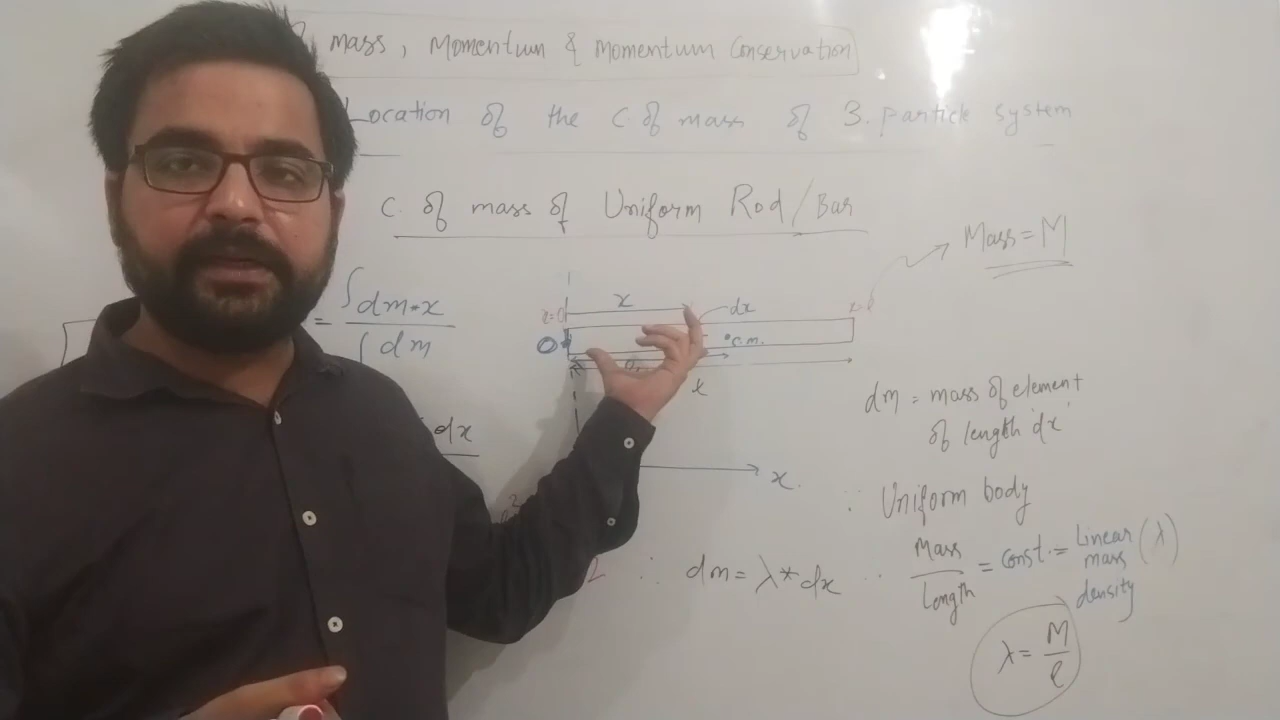 mass, Momentum & Momentum Conservation
Location of the C. of mass of 3. particle system
C. of mass of Uniform Rod/Bar
Mass = M
= ∫dm*x
∫dm
x=0
x
dx
O
c.m.
l
dx
x
2
dm = mass of element
of length 'dx'
∵ Uniform body
Mass
Length
= const. = Linear mass density (λ)
2 ∴ dm = λ*dx
λ = M/l